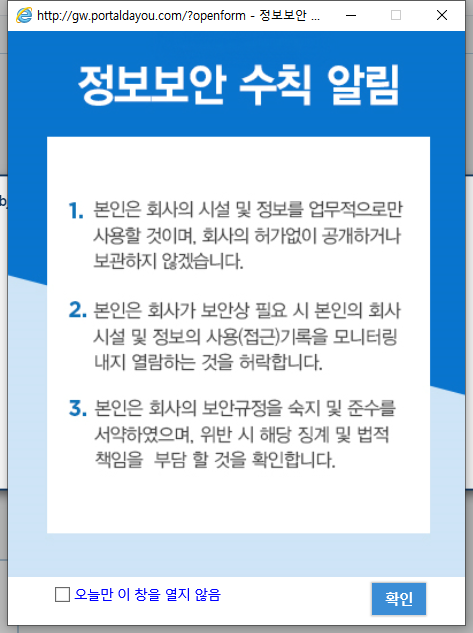 http://gw.portaldayou.com/?openform - 정보보안 ...
정보보안 수칙 알림
1. 본인은 회사의 시설 및 정보를 업무적으로만
사용할 것이며, 회사의 허가없이 공개하거나
보관하지 않겠습니다.
2. 본인은 회사가 보안상 필요 시 본인의 회사
시설 및 정보의 사용(접근)기록을 모니터링
내지 열람하는 것을 허락합니다.
3. 본인은 회사의 보안규정을 숙지 및 준수를
서약하였으며, 위반 시 해당 징계 및 법적
책임을 부담 할 것을 확인합니다.
오늘만 이 창을 열지 않음
확인